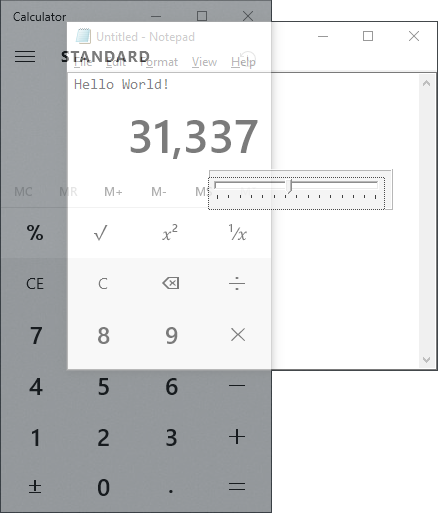 Calculator
Untitled - Notepad
STANDARD
File Edit Format View Help
Hello World!
31,337
MC MR M+ M- MS
% √ x² ¹/x
CE C ⌫ ÷
7 8 9 ×
4 5 6 −
1 2 3 +
± 0 . =